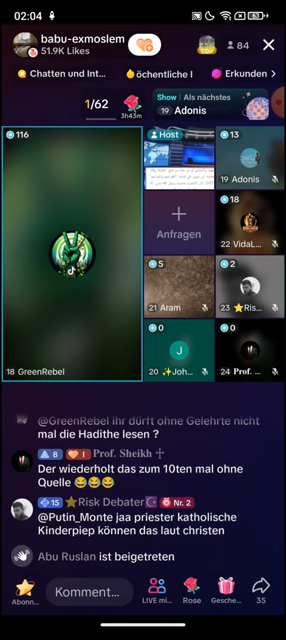 02:04
63
babu-exmoslem
51.9K Likes
84
Chatten und Int...
öchentliche l
Erkunden >
1/62
3h43m
Show | Als nächstes
19 Adonis
116
Host
13
19 Adonis
Anfragen
18
22 VidaL...
5
21 Aram
2
23 ⭐Ris...
0
J
20 ✨Joh...
0
24 Prof. ...
18 GreenRebel
@GreenRebel ihr dürft ohne Gelehrte nicht
mal die Hadithe lesen ?
8 I Prof. Sheikh ☥
Der wiederholt das zum 10ten mal ohne
Quelle 😂😂😂
15 ⭐Risk Debater☪ Nr. 2
@Putin_Monte jaa priester katholische
Kinderpiep können das laut christen
Abu Ruslan ist beigetreten
Komment...
Abonn...
LIVE mi...
Rose
Gesche...
35